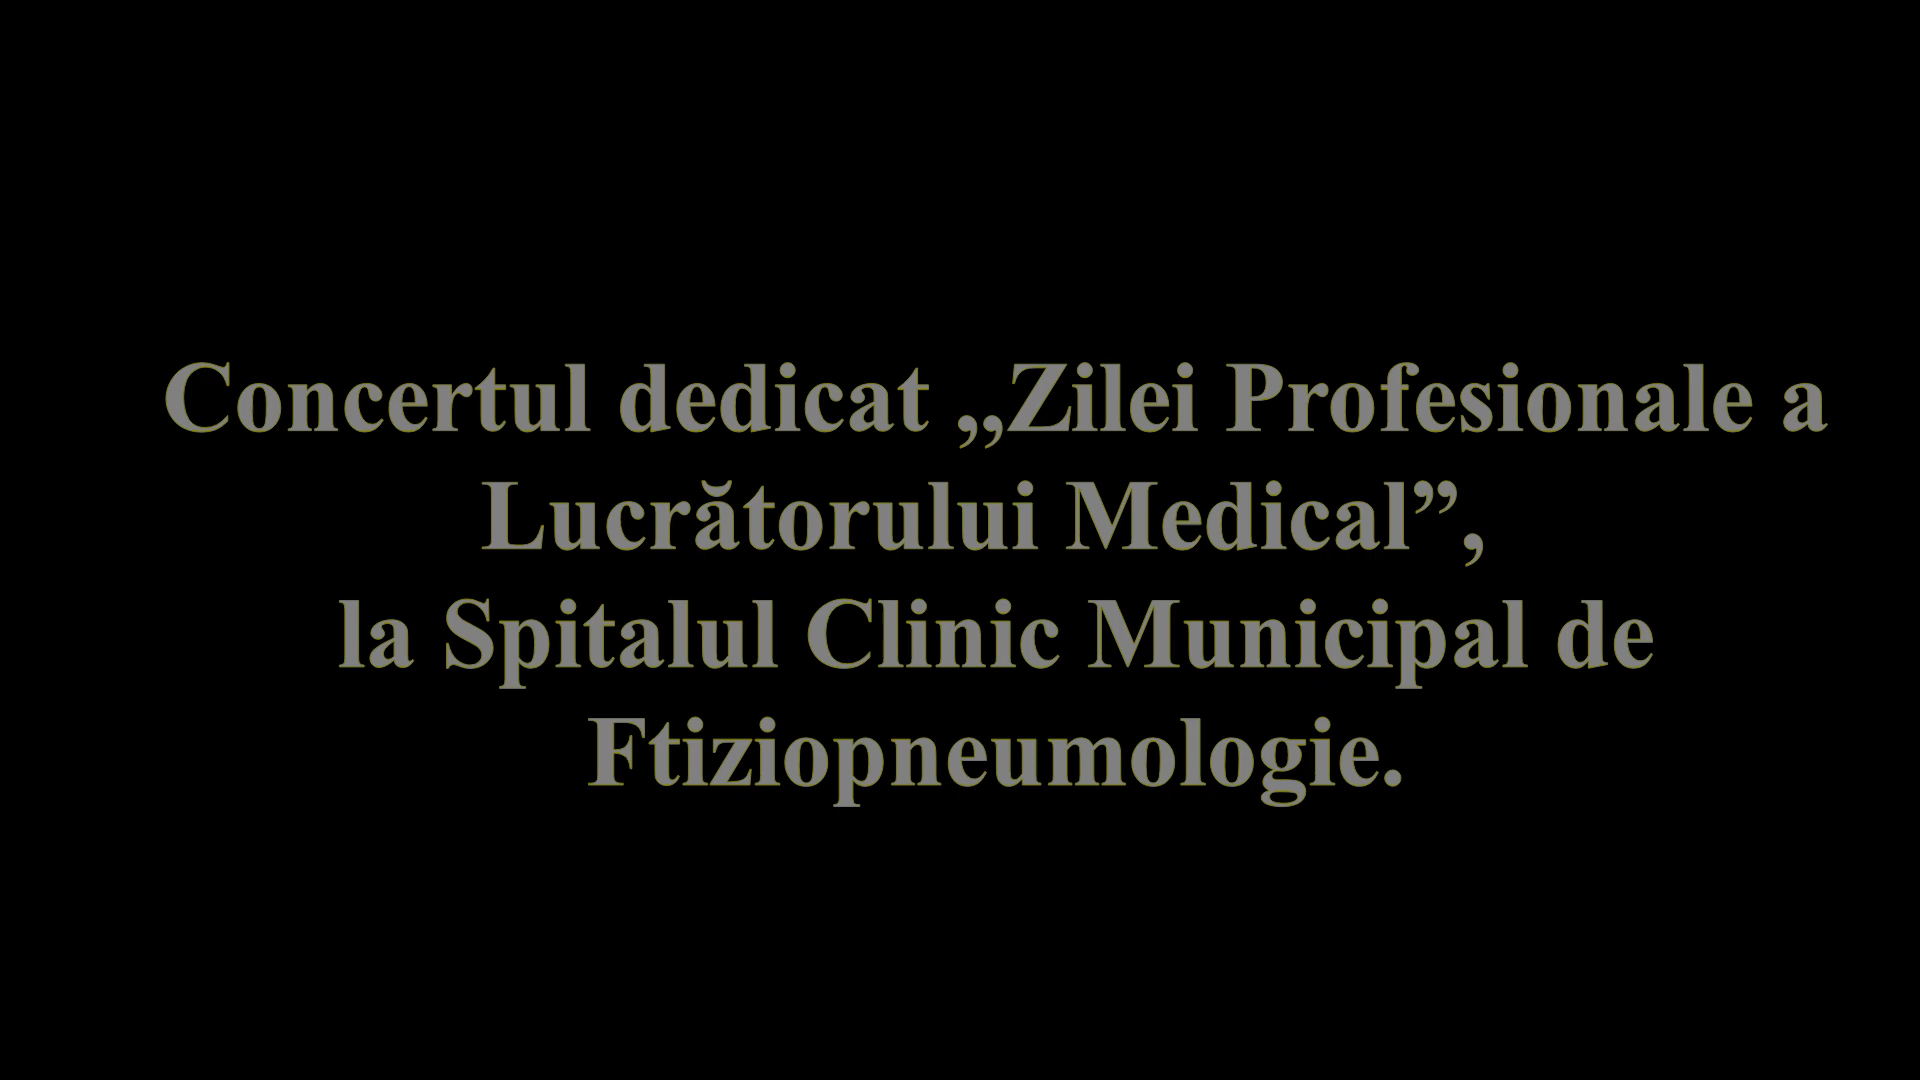 Concertul dedicat „Zilei Profesionale a
Lucrătorului Medical”,
la Spitalul Clinic Municipal de
Ftiziopneumologie.